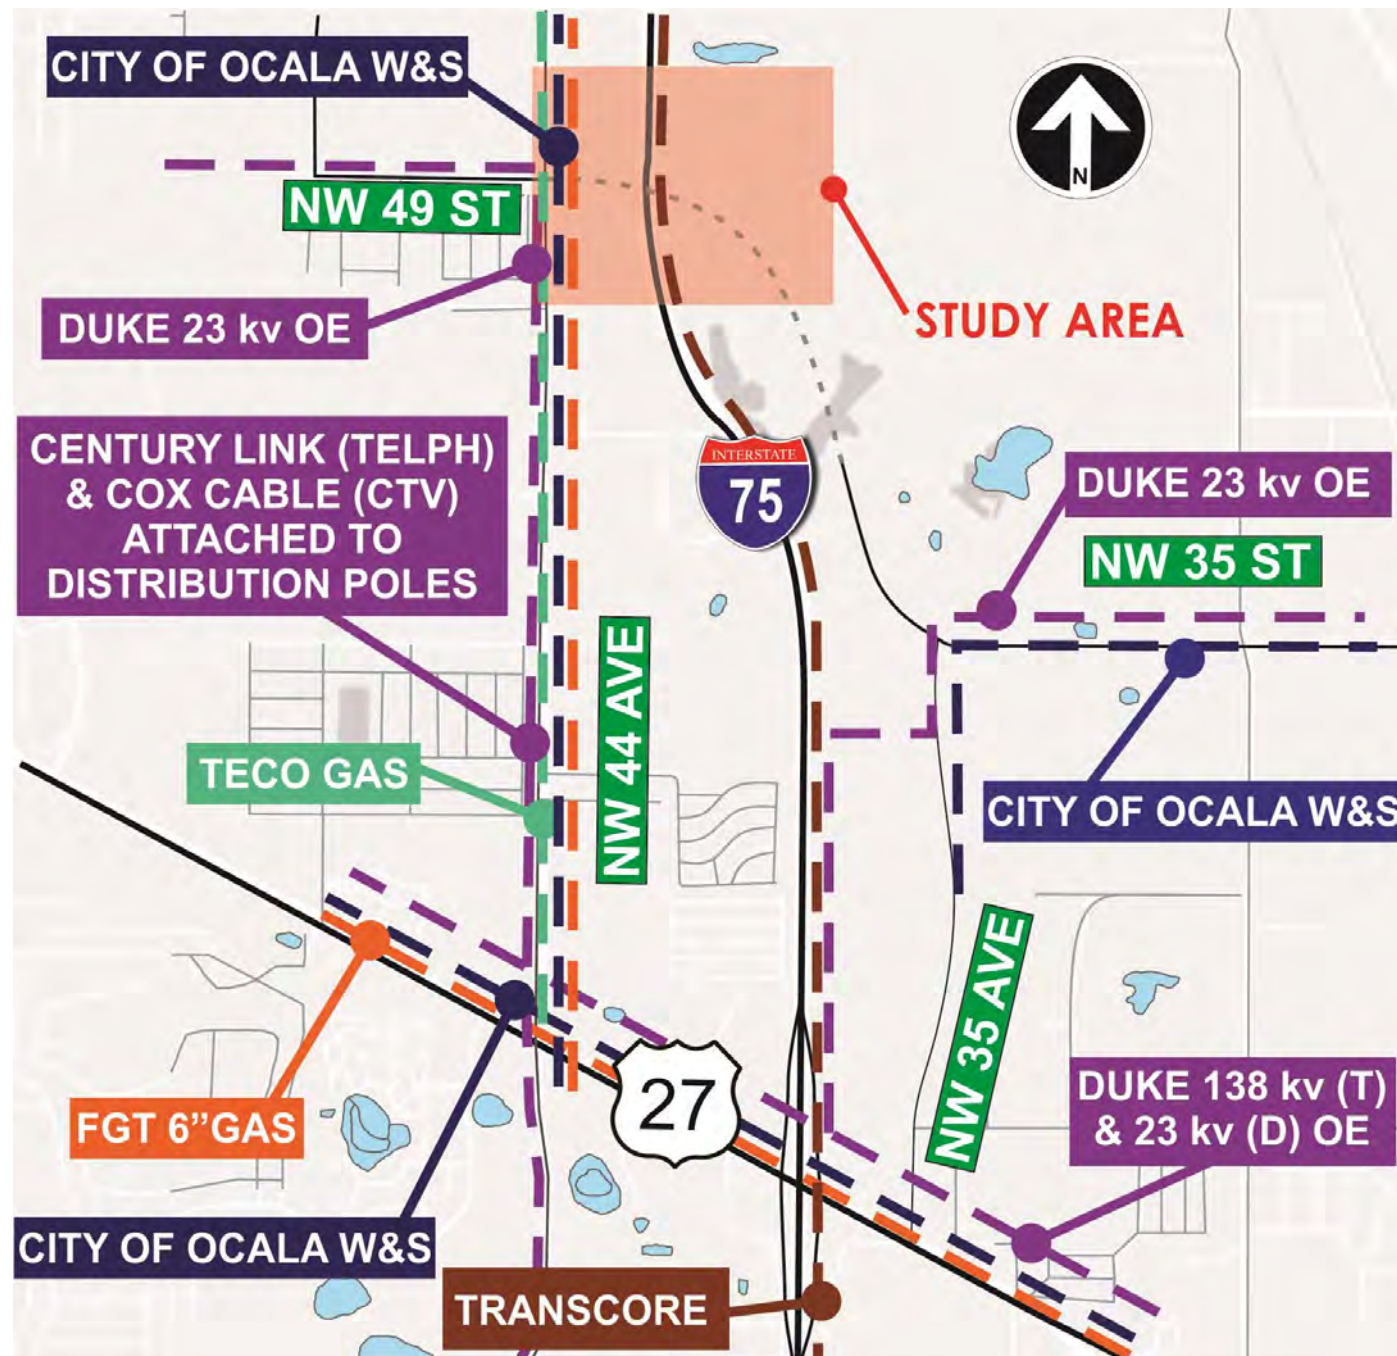 CITY OF OCALA W&S
N
NW 49 ST
DUKE 23 kv OE
STUDY AREA
CENTURY LINK (TELPH)
& COX CABLE (CTV)
ATTACHED TO
DISTRIBUTION POLES
INTERSTATE
75
DUKE 23 kv OE
NW 35 ST
NW 44 AVE
TECO GAS
CITY OF OCALA W&S
NW 35 AVE
27
FGT 6”GAS
DUKE 138 kv (T)
& 23 kv (D) OE
CITY OF OCALA W&S
TRANSCORE